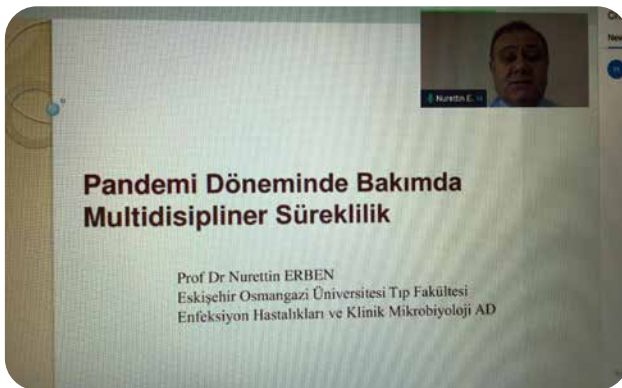 Nurettin E.
Pandemi Döneminde Bakımda
Multidisipliner Süreklilik
Prof Dr Nurettin ERBEN
Eskişehir Osmangazi Üniversitesi Tıp Fakültesi
Enfeksiyon Hastalıkları ve Klinik Mikrobiyoloji AD